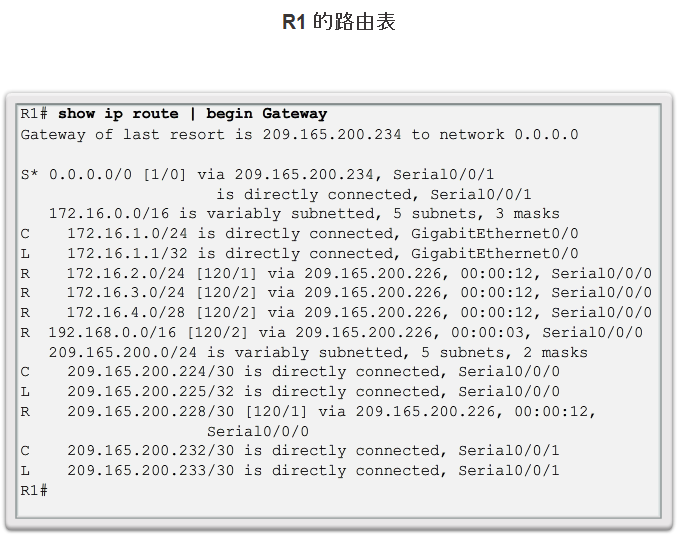 R1 的路由表
R1# show ip route | begin Gateway
Gateway of last resort is 209.165.200.234 to network 0.0.0.0
S* 0.0.0.0/0 [1/0] via 209.165.200.234, Serial0/0/1
is directly connected, Serial0/0/1
172.16.0.0/16 is variably subnetted, 5 subnets, 3 masks
C 172.16.1.0/24 is directly connected, GigabitEthernet0/0
L 172.16.1.1/32 is directly connected, GigabitEthernet0/0
R 172.16.2.0/24 [120/1] via 209.165.200.226, 00:00:12, Serial0/0/0
R 172.16.3.0/24 [120/2] via 209.165.200.226, 00:00:12, Serial0/0/0
R 172.16.4.0/28 [120/2] via 209.165.200.226, 00:00:12, Serial0/0/0
R 192.168.0.0/16 [120/2] via 209.165.200.226, 00:00:03, Serial0/0/0
209.165.200.0/24 is variably subnetted, 5 subnets, 2 masks
C 209.165.200.224/30 is directly connected, Serial0/0/0
L 209.165.200.225/32 is directly connected, Serial0/0/0
R 209.165.200.228/30 [120/1] via 209.165.200.226, 00:00:12,
Serial0/0/0
C 209.165.200.232/30 is directly connected, Serial0/0/1
L 209.165.200.233/30 is directly connected, Serial0/0/1
R1#